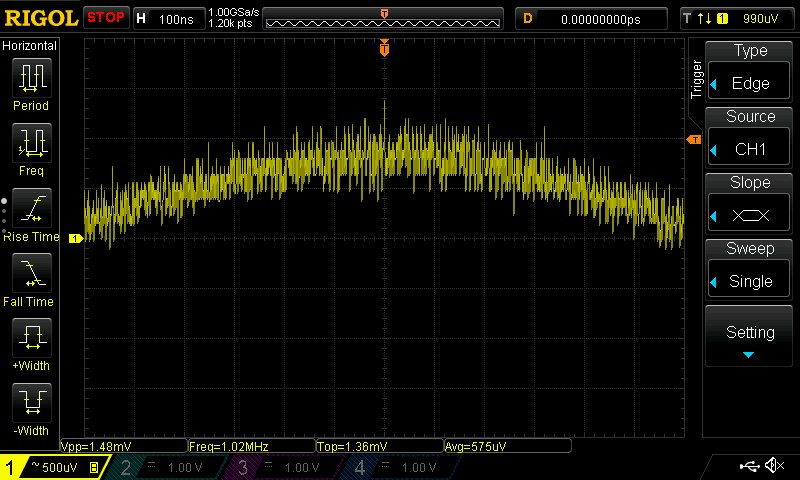 RIGOL STOP H 100ns 1.00GSa/s 1.20k pts T D 0.00000000ps T 1 990uV
Horizontal
Period
Freq
Rise Time
Fall Time
+Width
-Width
T
T
1
Trigger
Type
Edge
Source
CH1
Slope
Sweep
Single
Setting
Vpp=1.48mV Freq=1.02MHz Top=1.36mV Avg=575uV
1 ~ 500uV B 2 1.00 V 3 1.00 V 4 1.00 V